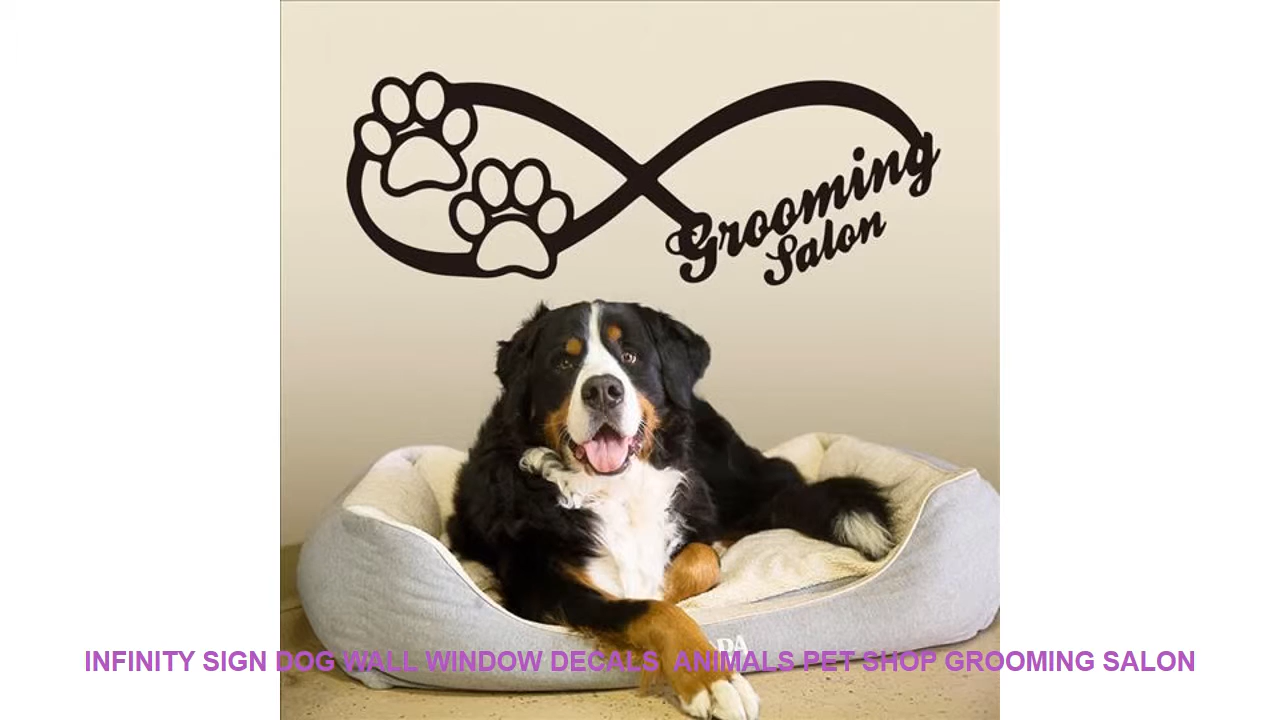 Grooming
Salon
INFINITY SIGN DOG WALL WINDOW DECALS  ANIMALS PET SHOP GROOMING SALON